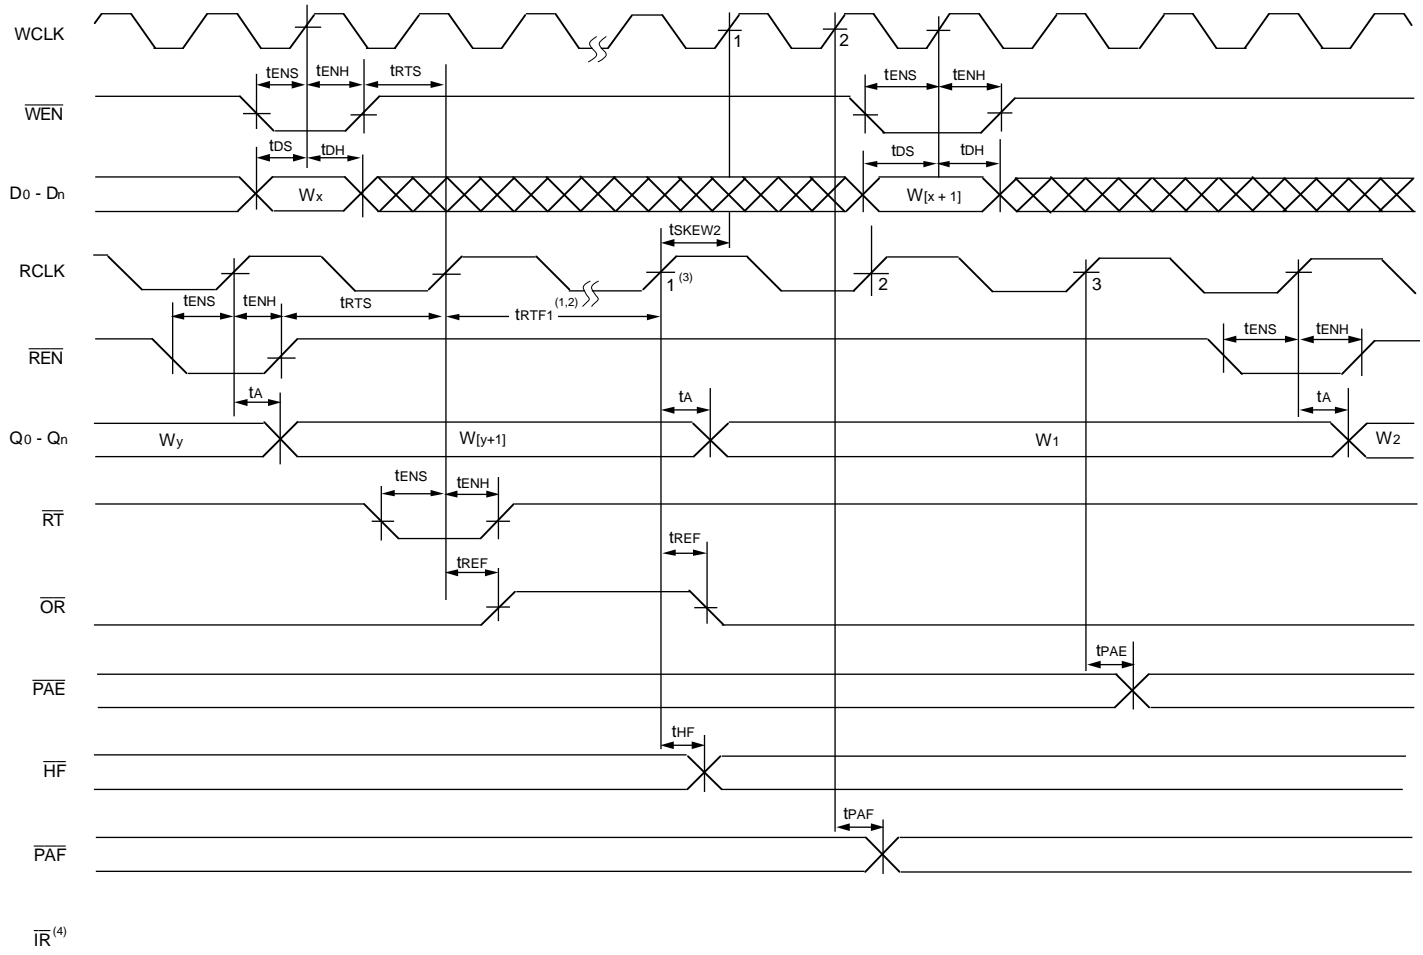 WCLK
1 2
tENS tENH tRTS tENS tENH
WEN
tDS tDH tDS tDH
D0 - Dn Wx W[x + 1]
tSKEW2
RCLK 1 (3) 2 3
tENS tENH tRTS tRTF1 (1,2) tENS tENH
REN
tA tA tA
Q0 - Qn Wy W[y+1] W1 W2
tENS tENH
RT
tREF tREF
OR
tPAE
PAE
tHF
HF
tPAF
PAF
IR (4)